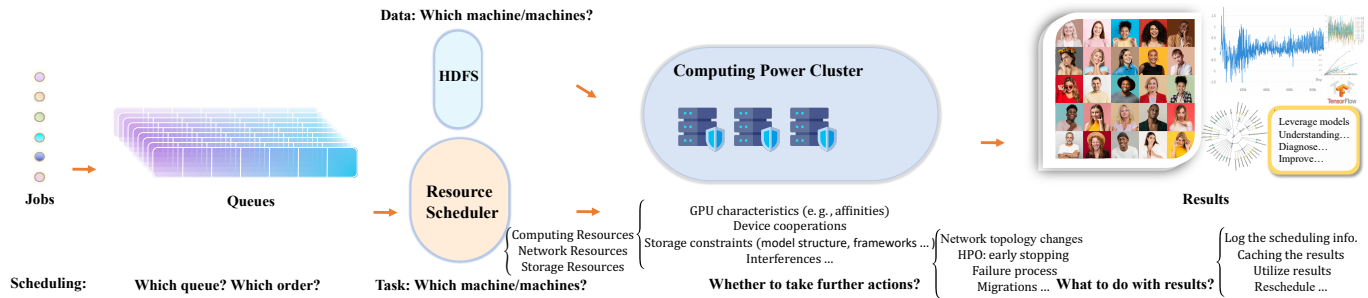 Data: Which machine/machines?
HDFS
Computing Power Cluster
TensorFlow
Leverage models
Understanding…
Diagnose…
Improve…
Jobs
Queues
Resource
Scheduler
Results
Computing Resources
Network Resources
Storage Resources
GPU characteristics (e. g., affinities)
Device cooperations
Storage constraints (model structure, frameworks ...)
Interferences ...
Network topology changes
HPO: early stopping
Failure process
Migrations ...
Log the scheduling info.
Caching the results
Utilize results
Reschedule ...
Scheduling:
Which queue? Which order?
Task: Which machine/machines?
Whether to take further actions?
What to do with results?